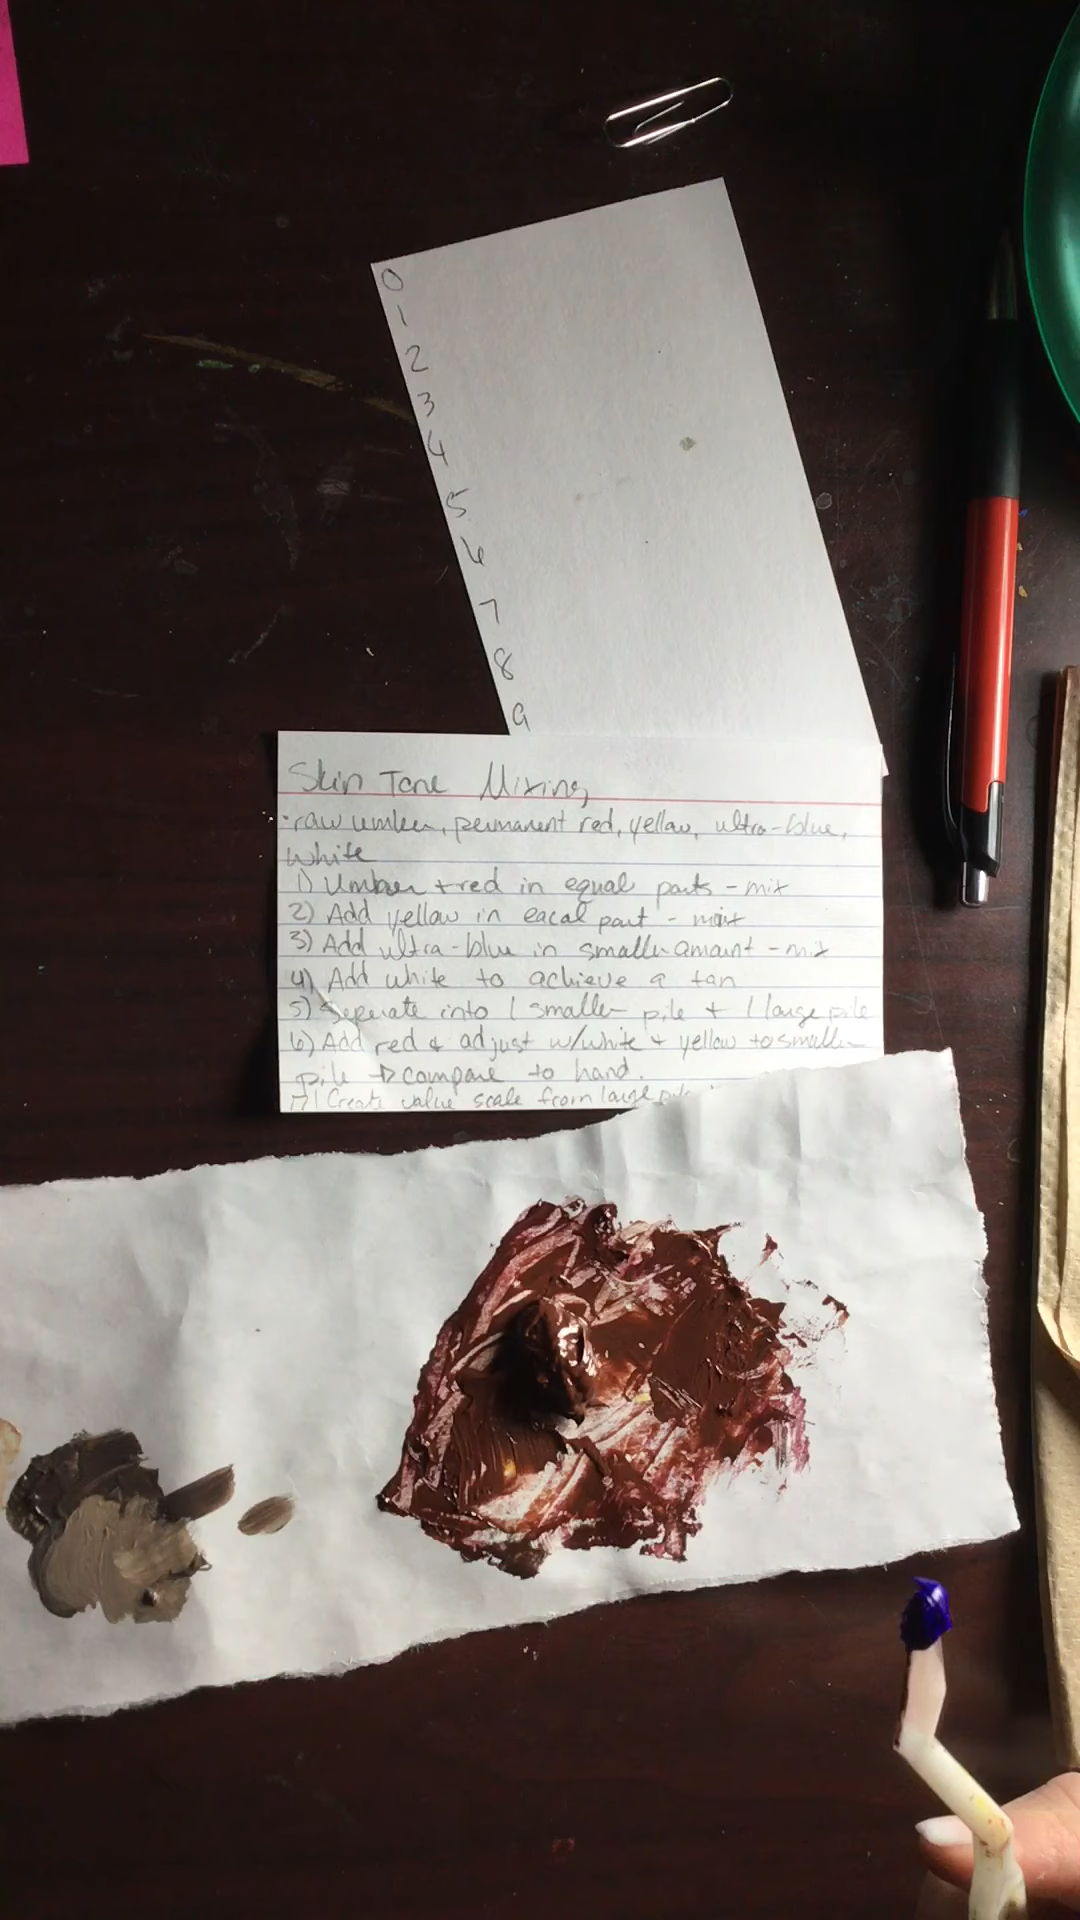 0
1
2
3
4
5
6
7
8
9
Skin Tone Mixing
• raw umber, permanent red, yellow, ultra-blue,
white
1) Umber + red in equal parts - mix
2) Add yellow in eacal part - mix
3) Add ultra-blue in smaller amount - mix
4) Add white to achieve a tan
5) Seperate into 1 smaller pile + 1 large pile
6) Add red & adjust w/white + yellow to smaller
pile → compare to hand.
7) Create value scale from large